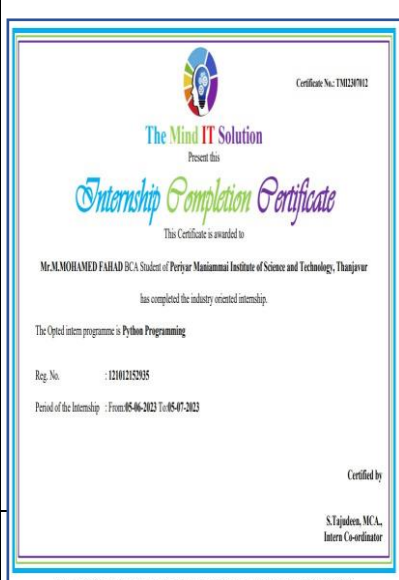 Certificate No.: TMI2307012
The Mind IT Solution
Present this
Internship Completion Certificate
This Certificate is awarded to
Mr.M.MOHAMED FAHAD BCA Student of Periyar Maniammai Institute of Science and Technology, Thanjavur
has completed the industry oriented internship.
The Opted intern programme is Python Programming
Reg. No. : 121012152935
Period of the Internship : From:05-06-2023 To:05-07-2023
Certified by
S.Tajudeen, MCA.,
Intern Co-ordinator